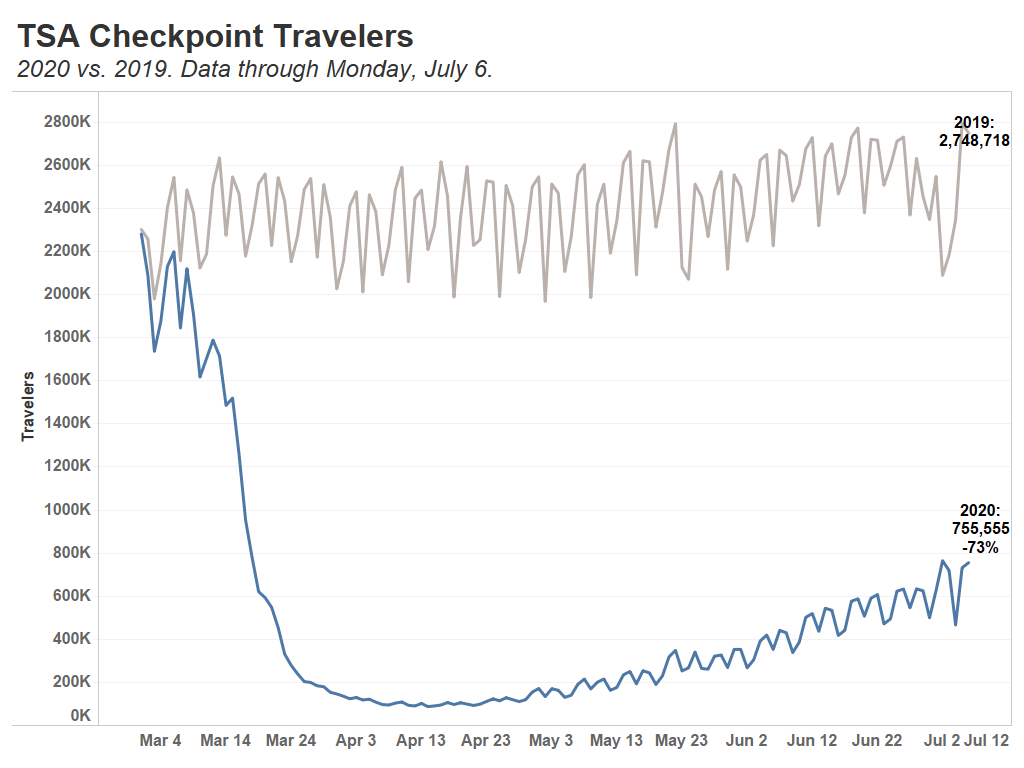 TSA Checkpoint Travelers
2020 vs. 2019. Data through Monday, July 6.
2800K
2600K
2400K
2200K
2000K
1800K
1600K
1400K
1200K
1000K
800K
600K
400K
200K
0K
Travelers
2019:
2,748,718
2020:
755,555
-73%
Mar 4 Mar 14 Mar 24 Apr 3 Apr 13 Apr 23 May 3 May 13 May 23 Jun 2 Jun 12 Jun 22 Jul 2 Jul 12